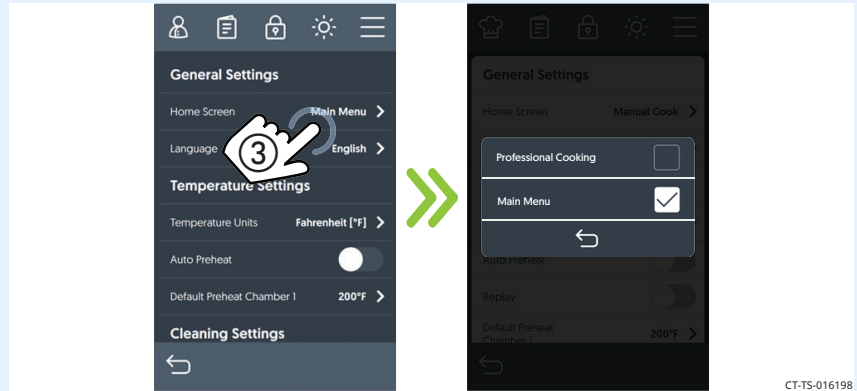 General Settings
Home Screen Main Menu
Language English
③
Temperature Settings
Temperature Units Fahrenheit [°F]
Auto Preheat
Default Preheat Chamber 1 200°F
Cleaning Settings
General Settings
Home Screen Manual Cook
Professional Cooking
Main Menu
Auto Preheat
Replay
Default Preheat
Chamber 1 200°F
CT-TS-016198